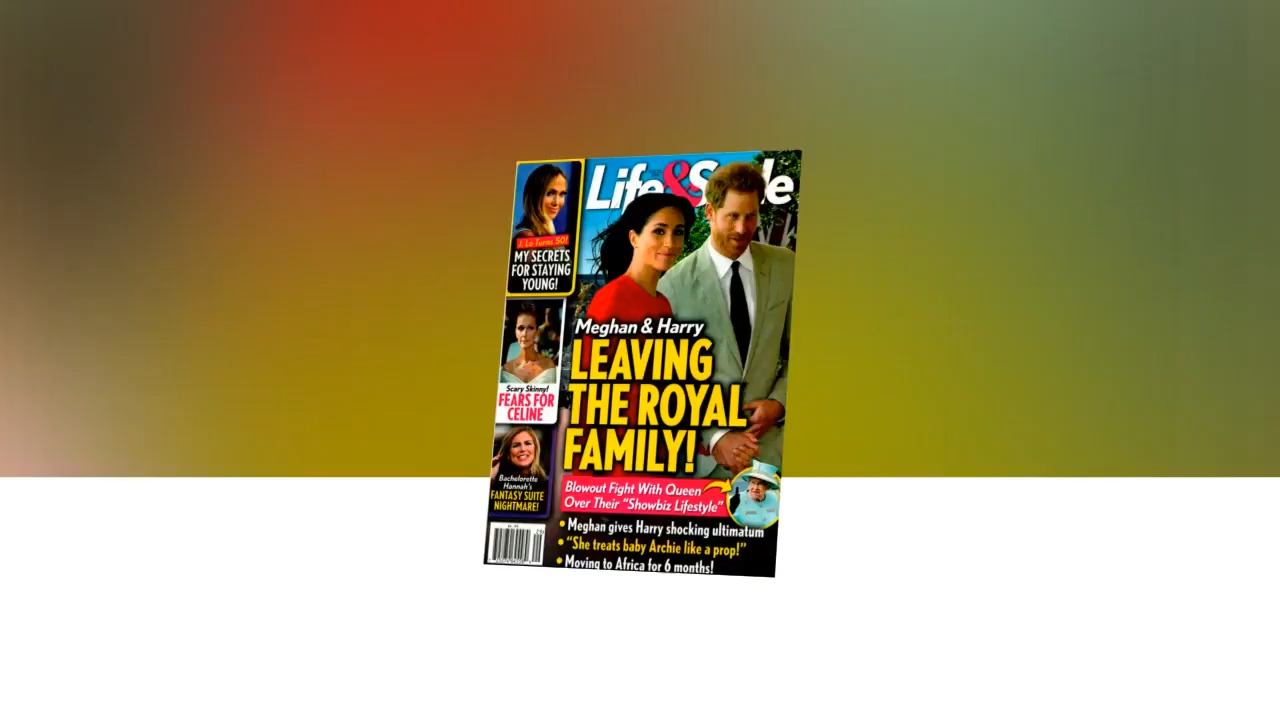 Life & Style
J. Lo Turns 50!
MY SECRETS
FOR STAYING
YOUNG!
Scary Skinny!
FEARS FOR
CELINE
Bachelorette
Hannah's
FANTASY SUITE
NIGHTMARE!
Meghan & Harry
LEAVING
THE ROYAL
FAMILY!
Blowout Fight With Queen
Over Their "Showbiz Lifestyle"
• Meghan gives Harry shocking ultimatum
• "She treats baby Archie like a prop!"
• Moving to Africa for 6 months!